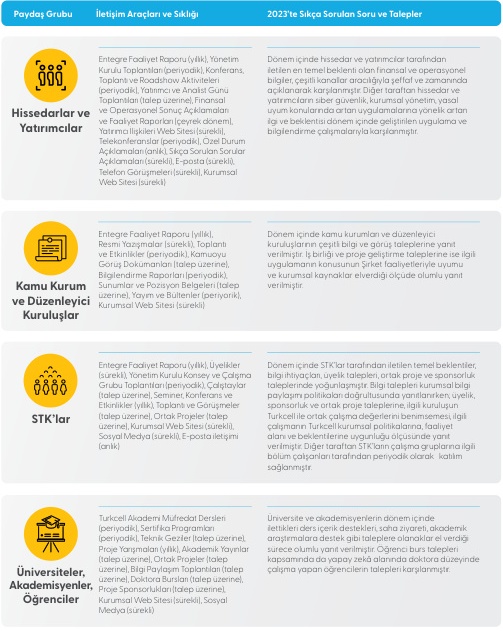 Paydaş Grubu
İletişim Araçları ve Sıklığı
2023'te Sıkça Sorulan Soru ve Talepler
Hissedarlar ve
Yatırımcılar
Entegre Faaliyet Raporu (yıllık), Yönetim
Kurulu Toplantıları (periyodik), Konferans,
Toplantı ve Roadshow Aktiviteleri
(periyodik), Yatırımcı ve Analist Günü
Toplantıları (talep üzerine), Finansal
ve Operasyonel Sonuç Açıklamaları
ve Faaliyet Raporları (çeyrek dönem),
Yatırımcı İlişkileri Web Sitesi (sürekli),
Telekonferanslar (periyodik), Özel Durum
Açıklamaları (anlık), Sıkça Sorulan Sorular
Açıklamaları (sürekli), E-posta (sürekli),
Telefon Görüşmeleri (sürekli), Kurumsal
Web Sitesi (sürekli)
Dönem içinde hissedar ve yatırımcılar tarafından
iletilen en temel beklenti olan finansal ve operasyonel
bilgiler, çeşitli kanallar aracılığıyla şeffaf ve zamanında
açıklanarak karşılanmıştır. Diğer taraftan hissedar ve
yatırımcıların siber güvenlik, kurumsal yönetim, yasal
uyum konularında artan uygulamalarına yönelik artan
ilgi ve beklentisi dönem içinde geliştirilen uygulama ve
bilgilendirme çalışmalarıyla karşılanmıştır.
Kamu Kurum
ve Düzenleyici
Kuruluşlar
Entegre Faaliyet Raporu (yıllık),
Resmi Yazışmalar (sürekli), Toplantı
ve Etkinlikler (periyodik), Kamuoyu
Görüş Dokümanları (talep üzerine),
Bilgilendirme Raporları (periyodik),
Sunumlar ve Pozisyon Belgeleri (talep
üzerine), Yayım ve Bültenler (periyorik),
Kurumsal Web Sitesi (sürekli)
Dönem içinde kamu kurumları ve düzenleyici
kuruluşların çeşitli bilgi ve görüş taleplerine yanıt
verilmiştir. İş birliği ve proje geliştirme taleplerine ise ilgili
uygulamanın konusunun Şirket faaliyetleriyle uyumu
ve kurumsal kaynaklar elverdiği ölçüde olumlu yanıt
verilmiştir.
STK'lar
Entegre Faaliyet Raporu (yıllık), Üyelikler
(sürekli), Yönetim Kurulu Konsey ve Çalışma
Grubu Toplantıları (periyodik), Çalıştaylar
(talep üzerine), Seminer, Konferans ve
Etkinlikler (yıllık), Toplantı ve Görüşmeler
(talep üzerine), Ortak Projeler (talep
üzerine), Kurumsal Web Sitesi (sürekli),
Sosyal Medya (sürekli), E-posta iletişimi
(anlık)
Dönem içinde STK'lar tarafından iletilen temel beklentiler,
bilgi ihtiyaçları, üyelik talepleri, ortak proje ve sponsorluk
taleplerinde yoğunlaşmıştır. Bilgi talepleri kurumsal bilgi
paylaşım politikaları doğrultusunda yanıtlanırken; üyelik,
sponsorluk ve ortak proje taleplerine, ilgili kuruluşun
Turkcell ile ortak çalışma değerlerini benimsemesi, ilgili
çalışmanın Turkcell kurumsal politikalarına, faaliyet
alanı ve beklentilerine uygunluğu ölçüsünde yanıt
verilmiştir. Diğer taraftan STK'ların çalışma gruplarına ilgili
bölüm çalışanları tarafından periyodik olarak katılım
sağlanmıştır.
Üniversiteler,
Akademisyenler,
Öğrenciler
Turkcell Akademi Müfredat Dersleri
(periyodik), Sertifika Programları
(periyodik), Teknik Geziler (talep üzerine),
Proje Yarışmaları (yıllık), Akademik Yayınlar
(talep üzerine), Ortak Projeler (talep
üzerine), Bilgi Paylaşım Toplantıları (talep
üzerine), Doktora Bursları (talep üzerine),
Proje Sponsorlukları (talep üzerine),
Kurumsal Web Sitesi (sürekli), Sosyal
Medya (sürekli)
Üniversite ve akademisyenlerin dönem içinde
ilettikleri ders içerik destekleri, saha ziyareti, akademik
araştırmalara destek gibi taleplere olanaklar el verdiği
sürece olumlu yanıt verilmiştir. Öğrenci burs talepleri
kapsamında da yapay zekâ alanında doktora düzeyinde
çalışma yapan öğrencilerin talepleri karşılanmıştır.